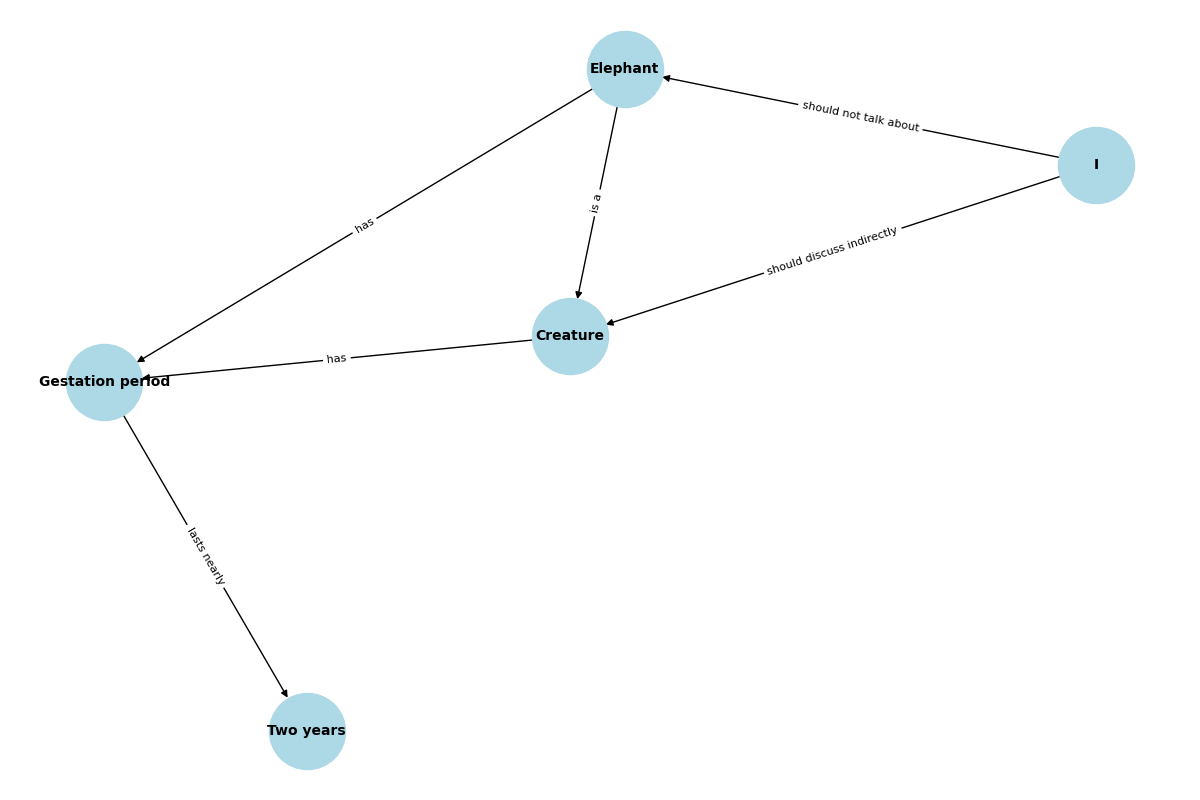 Elephant
should not talk about
I
has
is a
should discuss indirectly
Creature
has
Gestation period
lasts nearly
Two years